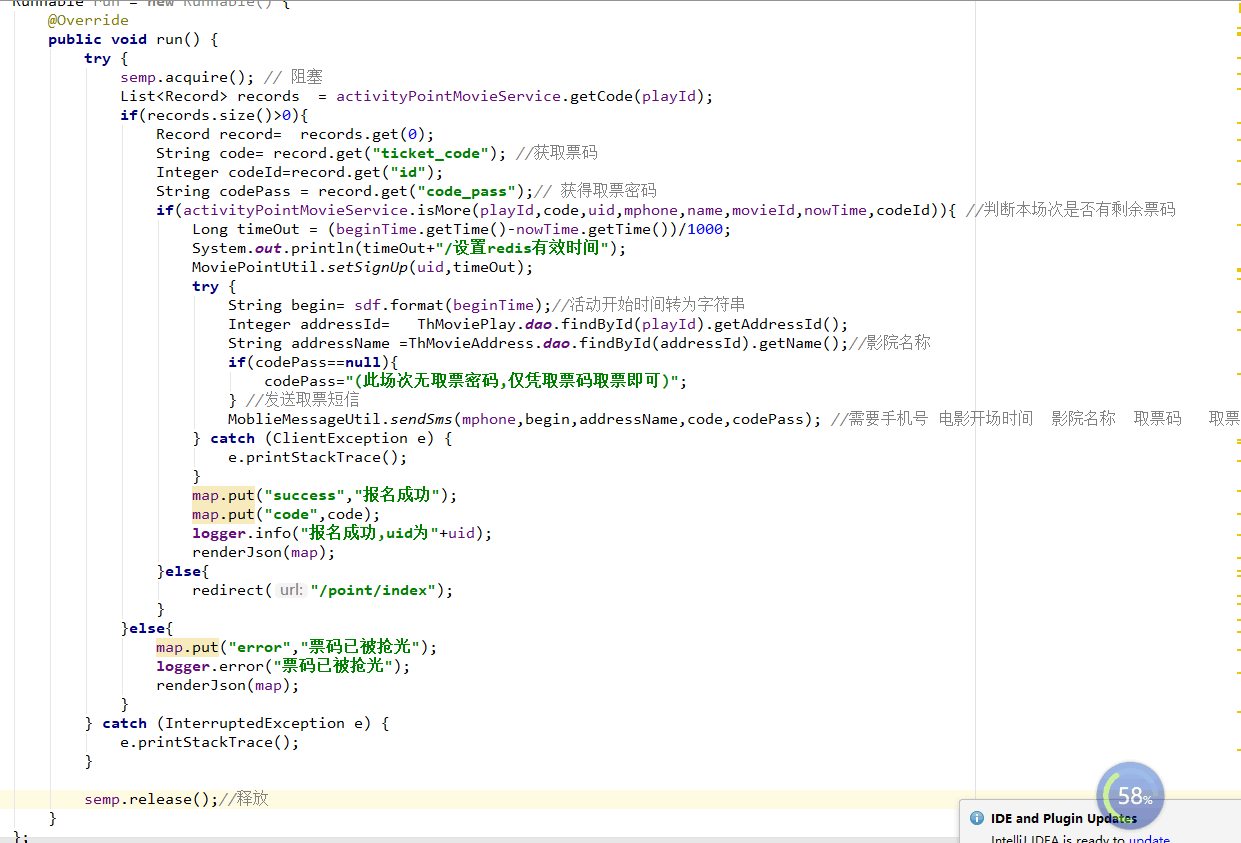 Runnable run = new Runnable() {
@Override
public void run() {
try {
semp.acquire(); // 阻塞
List<Record> records  = activityPointMovieService.getCode(playId);
if(records.size()>0){
Record record=  records.get(0);
String code= record.get("ticket_code"); //获取票码
Integer codeId=record.get("id");
String codePass = record.get("code_pass");// 获得取票密码
if(activityPointMovieService.isMore(playId,code,uid,mphone,name,movieId,nowTime,codeId)){ //判断本场次是否有剩余票码
Long timeOut = (beginTime.getTime()-nowTime.getTime())/1000;
System.out.println(timeOut+"/设置redis有效时间");
MoviePointUtil.setSignUp(uid,timeOut);
try {
String begin= sdf.format(beginTime);//活动开始时间转为字符串
Integer addressId=   ThMoviePlay.dao.findById(playId).getAddressId();
String addressName =ThMovieAddress.dao.findById(addressId).getName();//影院名称
if(codePass==null){
codePass="(此场次无取票密码,仅凭取票码取票即可)";
} //发送取票短信
MoblieMessageUtil.sendSms(mphone,begin,addressName,code,codePass); //需要手机号 电影开场时间  影院名称  取票码   取票
} catch (ClientException e) {
e.printStackTrace();
}
map.put("success","报名成功");
map.put("code",code);
logger.info("报名成功,uid为"+uid);
renderJson(map);
}else{
redirect( url: "/point/index");
}
}else{
map.put("error","票码已被抢光");
logger.error("票码已被抢光");
renderJson(map);
}
} catch (InterruptedException e) {
e.printStackTrace();
}
semp.release();//释放
}
};
58%
IDE and Plugin Updates
IntelliJ IDEA is ready to update.